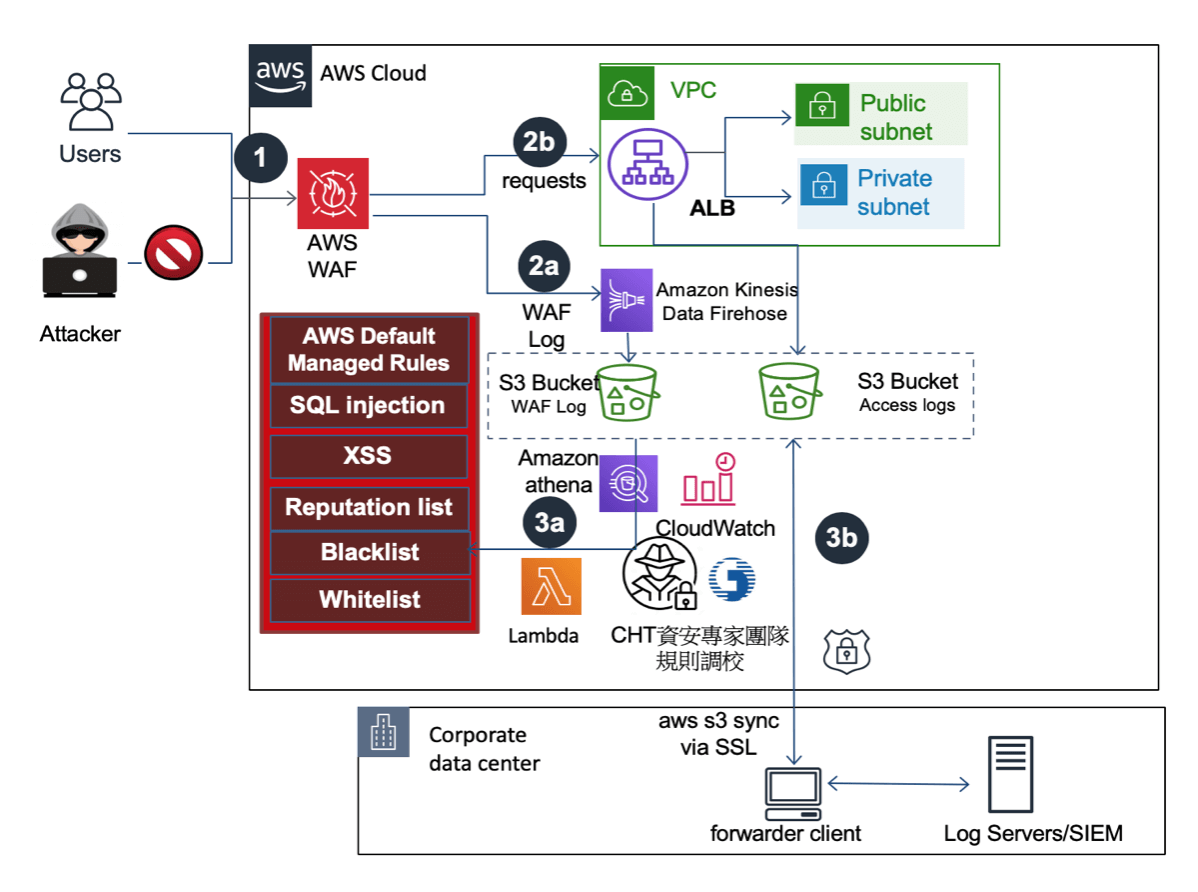 aws
AWS Cloud
Users
1
Attacker
AWS
WAF
2b
requests
2a
WAF
Log
VPC
ALB
Public
subnet
Private
subnet
Amazon Kinesis
Data Firehose
AWS Default
Managed Rules
SQL injection
XSS
Reputation list
Blacklist
Whitelist
S3 Bucket
WAF Log
S3 Bucket
Access logs
Amazon
athena
CloudWatch
3a
3b
Lambda
CHT資安專家團隊
規則調校
Corporate
data center
aws s3 sync
via SSL
forwarder client
Log Servers/SIEM